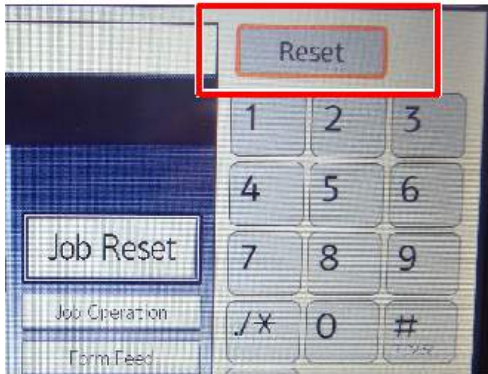 Reset
1 2 3
4 5 6
Job Reset
7 8 9
Job Operation
./* 0 #
Form Feed